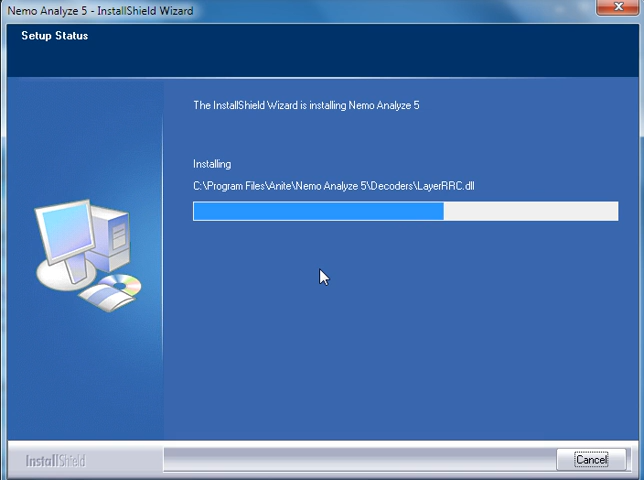 Nemo Analyze 5 - InstallShield Wizard
Setup Status
The InstallShield Wizard is installing Nemo Analyze 5
Installing
C:\Program Files\Anite\Nemo Analyze 5\Decoders\LayerRRC.dll
InstallShield
Cancel